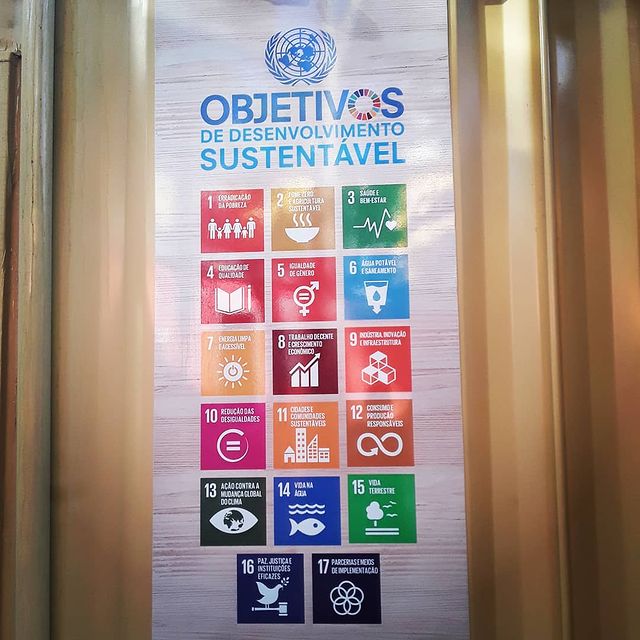 OBJETIVOS
DE DESENVOLVIMENTO
SUSTENTÁVEL
1 ERRADICAÇÃO
DA POBREZA
2 FOME ZERO
E AGRICULTURA
SUSTENTÁVEL
3 SAÚDE E
BEM-ESTAR
4 EDUCAÇÃO DE
QUALIDADE
5 IGUALDADE
DE GÊNERO
6 ÁGUA POTÁVEL
E SANEAMENTO
7 ENERGIA LIMPA
E ACESSÍVEL
8 TRABALHO DECENTE
E CRESCIMENTO
ECONÔMICO
9 INDÚSTRIA, INOVAÇÃO
E INFRAESTRUTURA
10 REDUÇÃO DAS
DESIGUALDADES
11 CIDADES E
COMUNIDADES
SUSTENTÁVEIS
12 CONSUMO E
PRODUÇÃO
RESPONSÁVEIS
13 AÇÃO CONTRA A
MUDANÇA GLOBAL
DO CLIMA
14 VIDA NA
ÁGUA
15 VIDA
TERRESTRE
16 PAZ, JUSTIÇA E
INSTITUIÇÕES
EFICAZES
17 PARCERIAS E MEIOS
DE IMPLEMENTAÇÃO